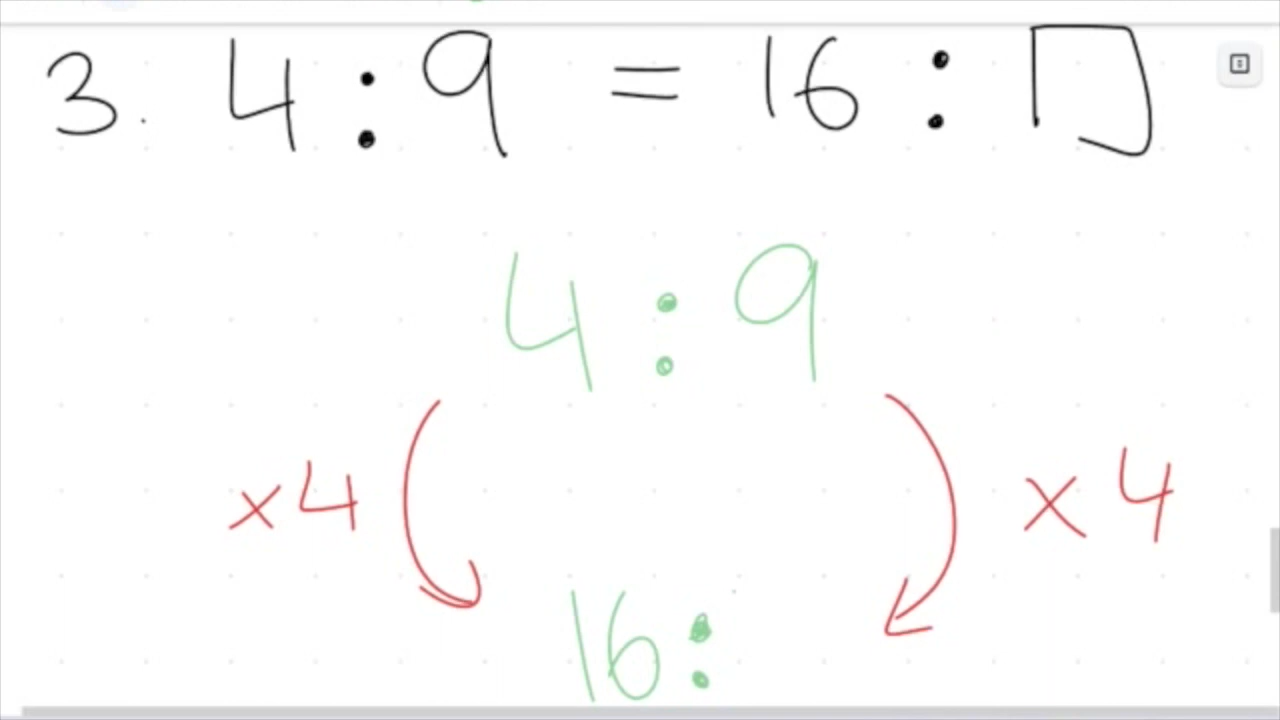 3. 4 : 9 = 16 : □
4 : 9
×4 ×4
16 :